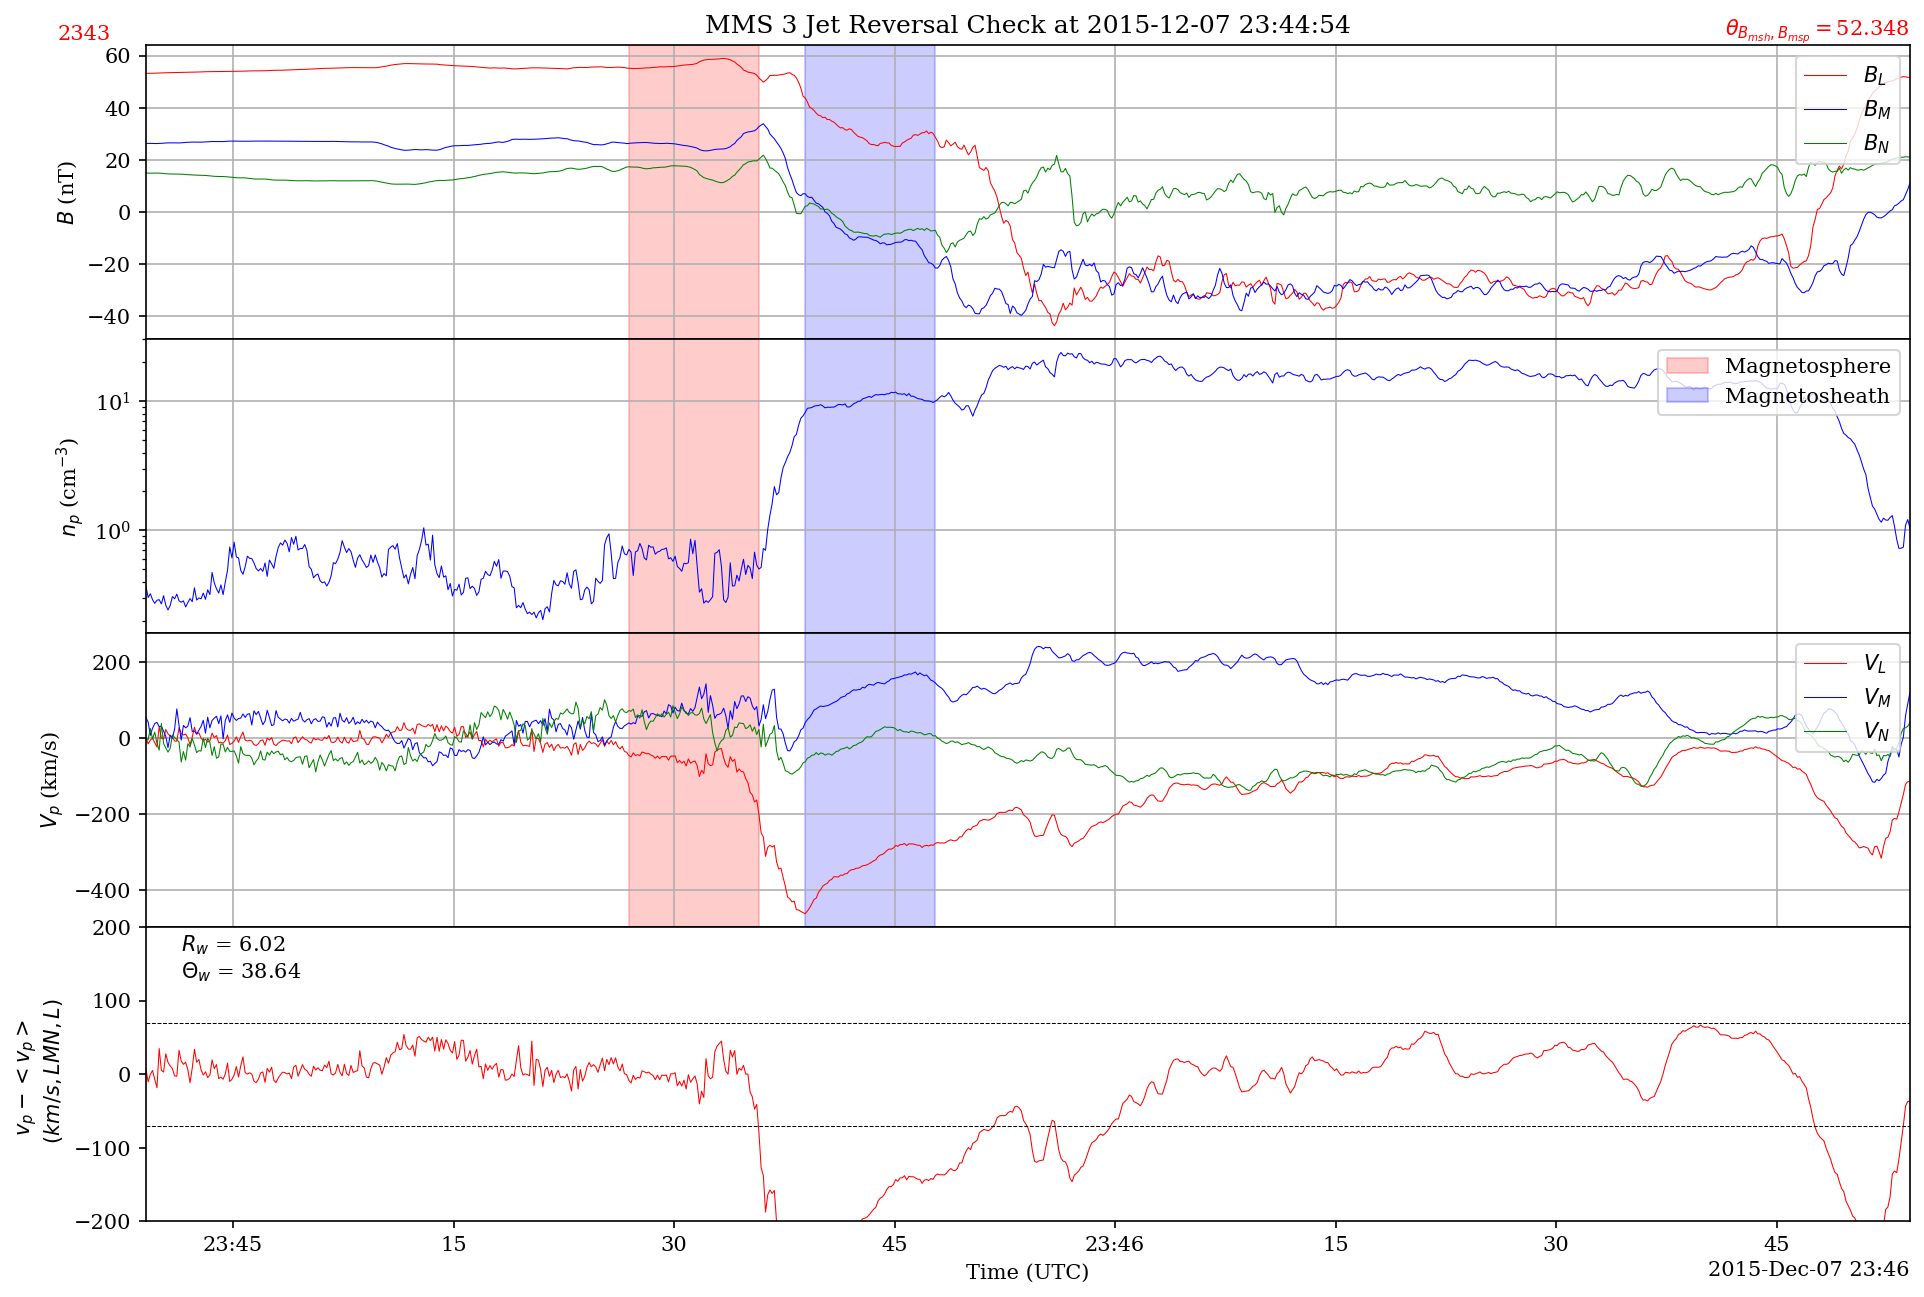 MMS 3 Jet Reversal Check at 2015-12-07 23:44:54
2343
θ_{B_{msh}, B_{msp}} = 52.348
60
40
20
0
−20
−40
B (nT)
B_L
B_M
B_N
10^1
10^0
n_p (cm^{−3})
Magnetosphere
Magnetosheath
200
0
−200
−400
V_p (km/s)
V_L
V_M
V_N
200
100
0
−100
−200
v_p − < v_p >
(km/s, LMN, L)
R_w = 6.02
Θ_w = 38.64
23:45 15 30 45 23:46 15 30 45
Time (UTC)
2015-Dec-07 23:46